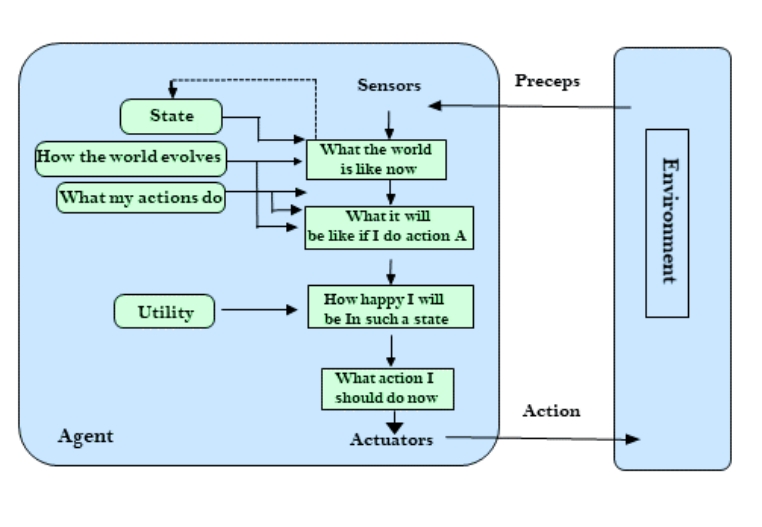 Preceps
Sensors
State
What the world
is like now
How the world evolves
What my actions do
What it will
be like if I do action A
Environment
How happy I will
be In such a state
Utility
What action I
should do now
Action
Agent
Actuators